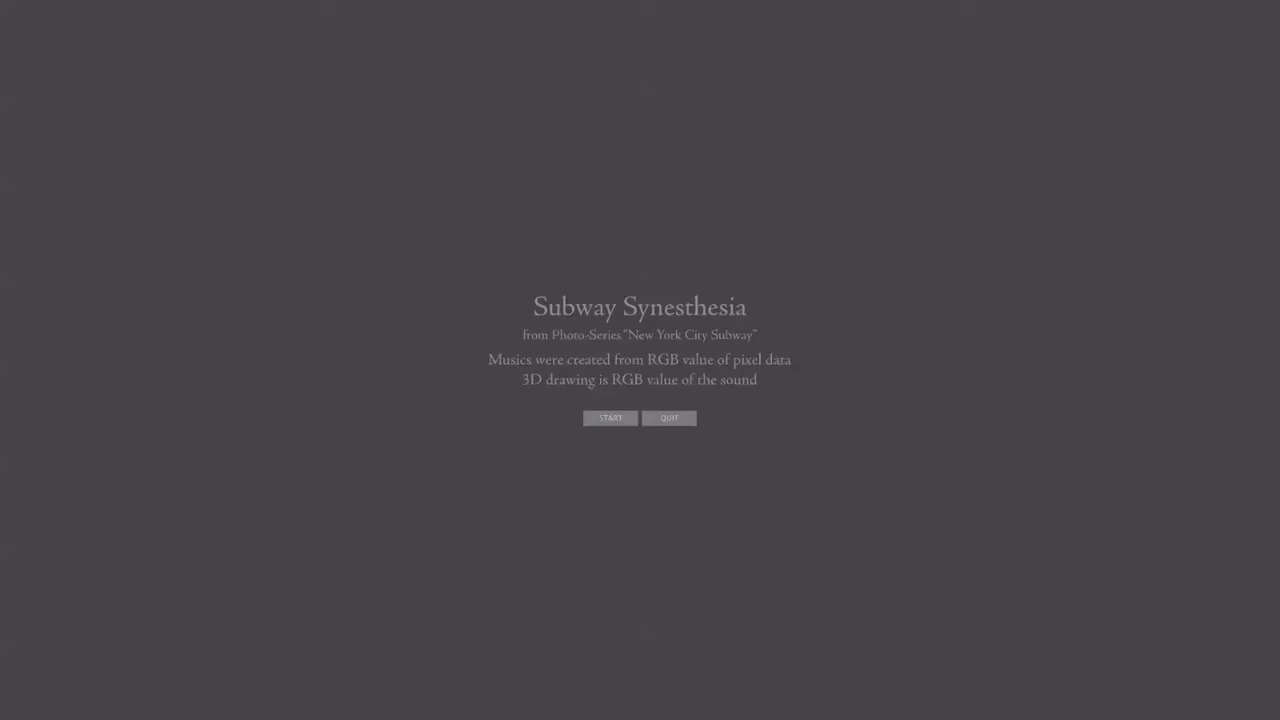 Subway Synesthesia
from Photo-Series “New York City Subway”
Musics were created from RGB value of pixel data
3D drawing is RGB value of the sound
START QUIT